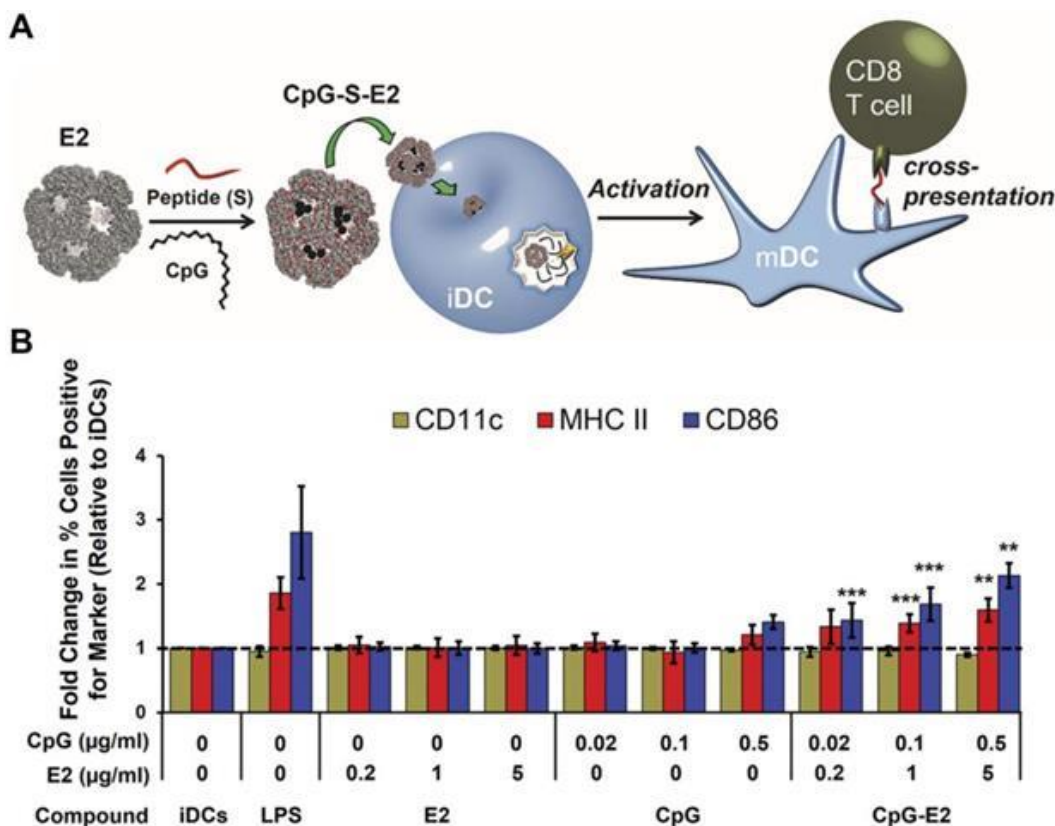 A
E2
Peptide (S)
CpG
CpG-S-E2
iDC
Activation
mDC
CD8
T cell
cross-
presentation
B
Fold Change in % Cells Positive
for Marker (Relative to iDCs)
CD11c MHC II CD86
4
3
2
1
0
*** *** *** ** **
CpG (µg/ml) 0 0 0 0 0 0.02 0.1 0.5 0.02 0.1 0.5
E2 (µg/ml) 0 0 0.2 1 5 0 0 0 0.2 1 5
Compound iDCs LPS E2 CpG CpG-E2